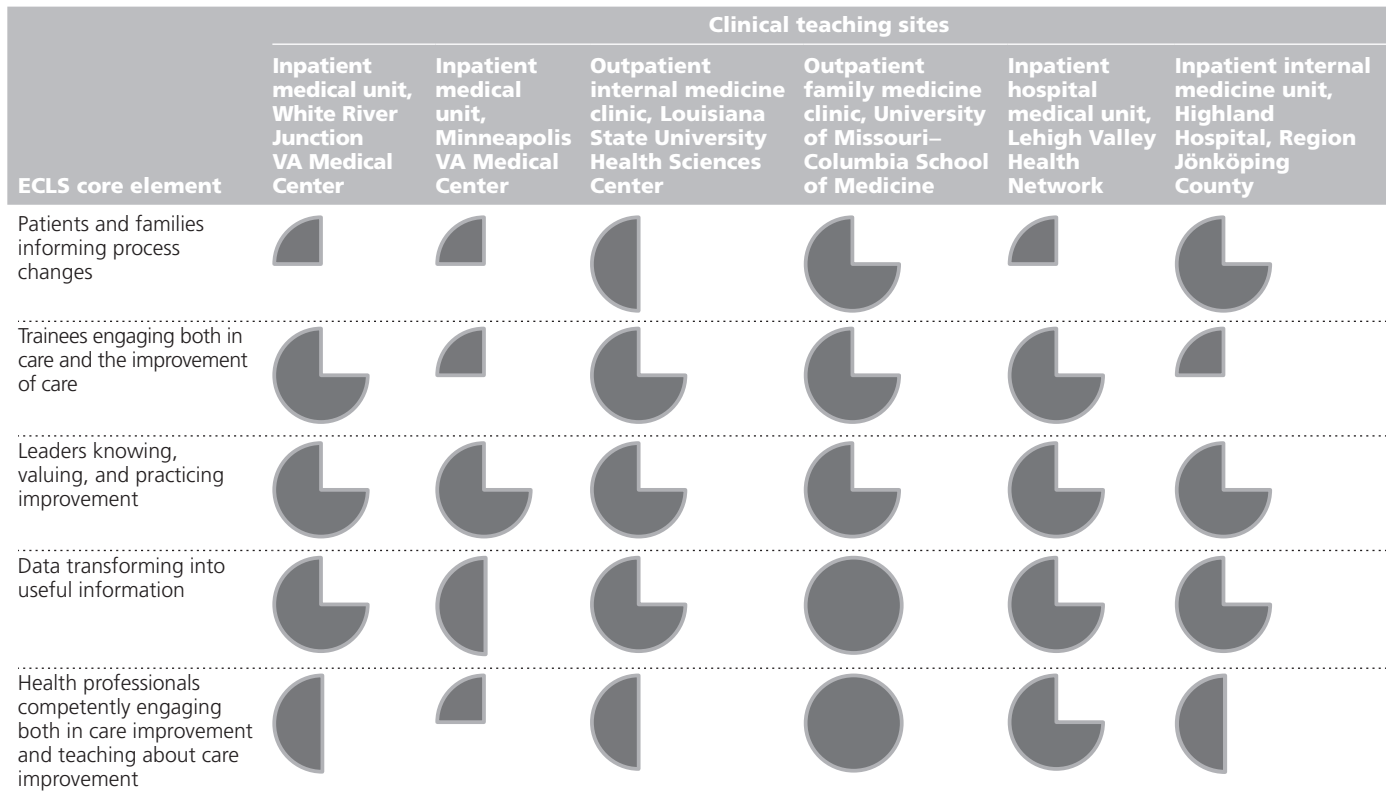 Clinical teaching sites
ECLS core element
Inpatient
medical unit,
White River
Junction
VA Medical
Center
Inpatient
medical
unit,
Minneapolis
VA Medical
Center
Outpatient
internal medicine
clinic, Louisiana
State University
Health Sciences
Center
Outpatient
family medicine
clinic, University
of Missouri–
Columbia School
of Medicine
Inpatient
hospital
medical unit,
Lehigh Valley
Health
Network
Inpatient internal
medicine unit,
Highland
Hospital, Region
Jönköping
County
Patients and families
informing process
changes
Trainees engaging both in
care and the improvement
of care
Leaders knowing,
valuing, and practicing
improvement
Data transforming into
useful information
Health professionals
competently engaging
both in care improvement
and teaching about care
improvement